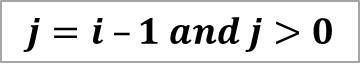 j = i – 1 and j > 0